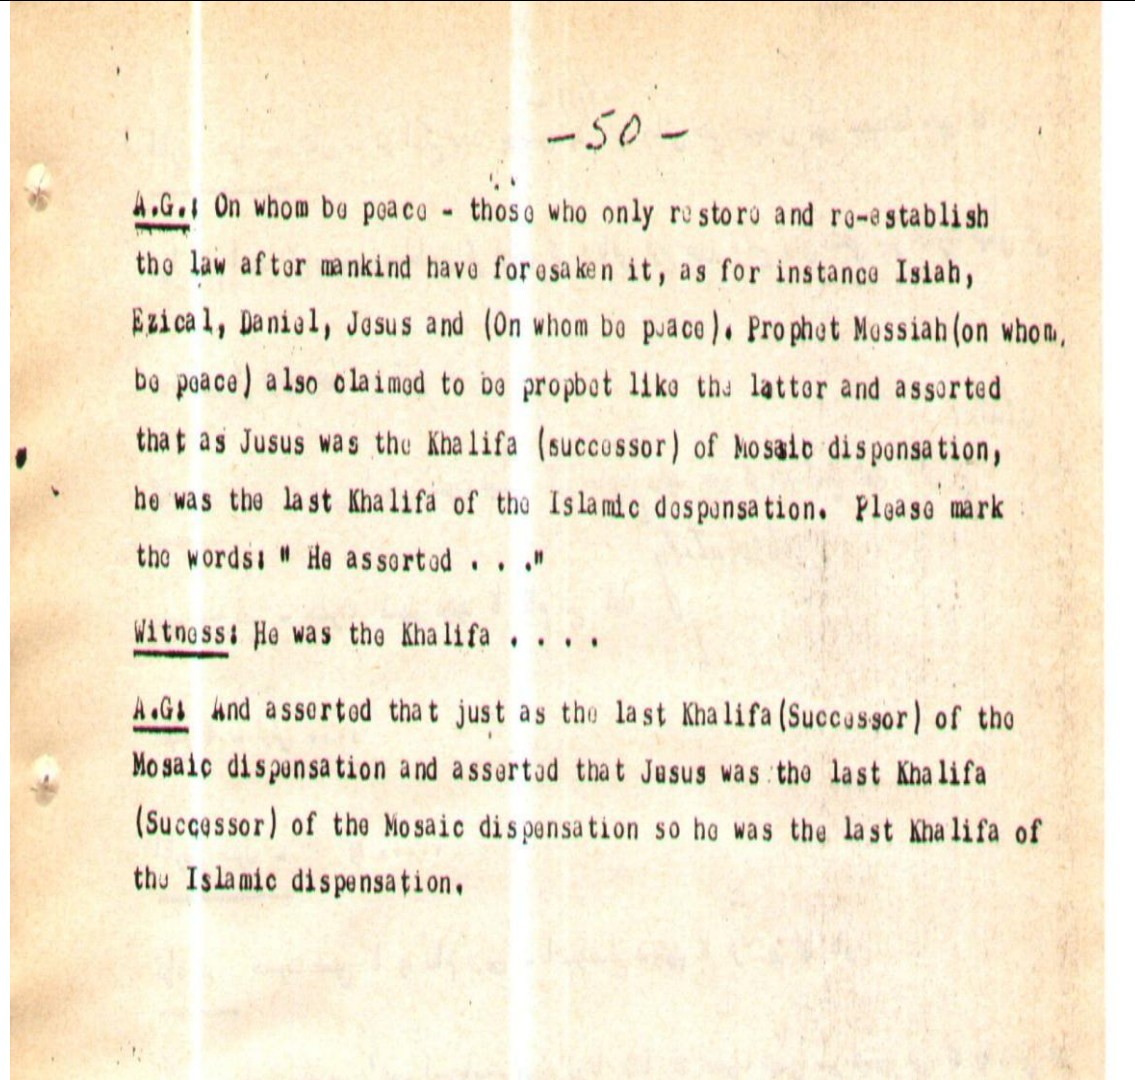 -50-
A.G.: On whom be peace - those who only restore and re-establish
the law after mankind have foresaken it, as for instance Isiah,
Ezical, Daniel, Jesus and (On whom be peace). Prophet Messiah(on whom,
be peace) also claimed to be propbet like the latter and asserted
that as Jusus was the Khalifa (successor) of Mosaic dispensation,
he was the last Khalifa of the Islamic despensation. Please mark
the words: " He asserted . . ."
Witness: He was the Khalifa . . . .
A.G: And asserted that just as the last Khalifa(Successor) of the
Mosaic dispensation and asserted that Jesus was the last Khalifa
(Successor) of the Mosaic dispensation so he was the last Khalifa of
the Islamic dispensation.